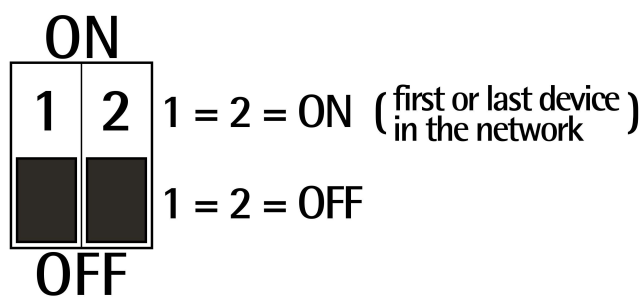 ON
1 2
1 = 2 = ON (first or last device
in the network)
1 = 2 = OFF
OFF